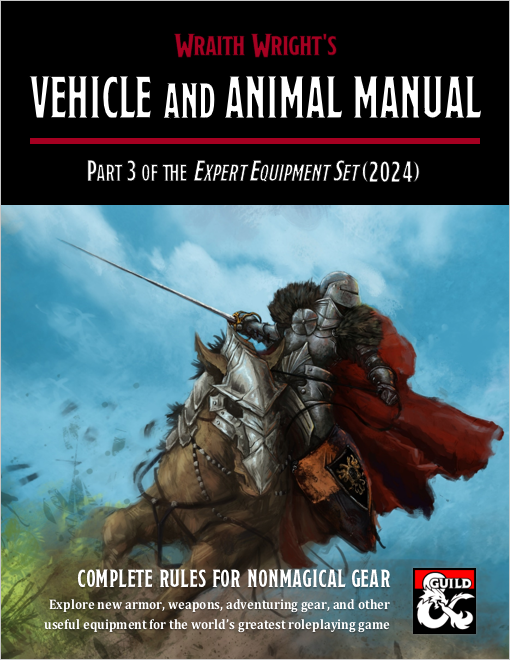 WRAITH WRIGHT'S
VEHICLE AND ANIMAL MANUAL
PART 3 OF THE EXPERT EQUIPMENT SET (2024)
COMPLETE RULES FOR NONMAGICAL GEAR
Explore new armor, weapons, adventuring gear, and other
useful equipment for the world's greatest roleplaying game
GUILD